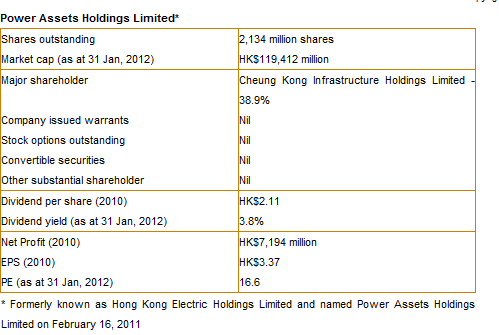 Power Assets Holdings Limited*
Shares outstanding 2,134 million shares
Market cap (as at 31 Jan, 2012) HK$119,412 million
Major shareholder Cheung Kong Infrastructure Holdings Limited -
38.9%
Company issued warrants Nil
Stock options outstanding Nil
Convertible securities Nil
Other substantial shareholder Nil
Dividend per share (2010) HK$2.11
Dividend yield (as at 31 Jan, 2012) 3.8%
Net Profit (2010) HK$7,194 million
EPS (2010) HK$3.37
PE (as at 31 Jan, 2012) 16.6
* Formerly known as Hong Kong Electric Holdings Limited and named Power Assets Holdings
Limited on February 16, 2011